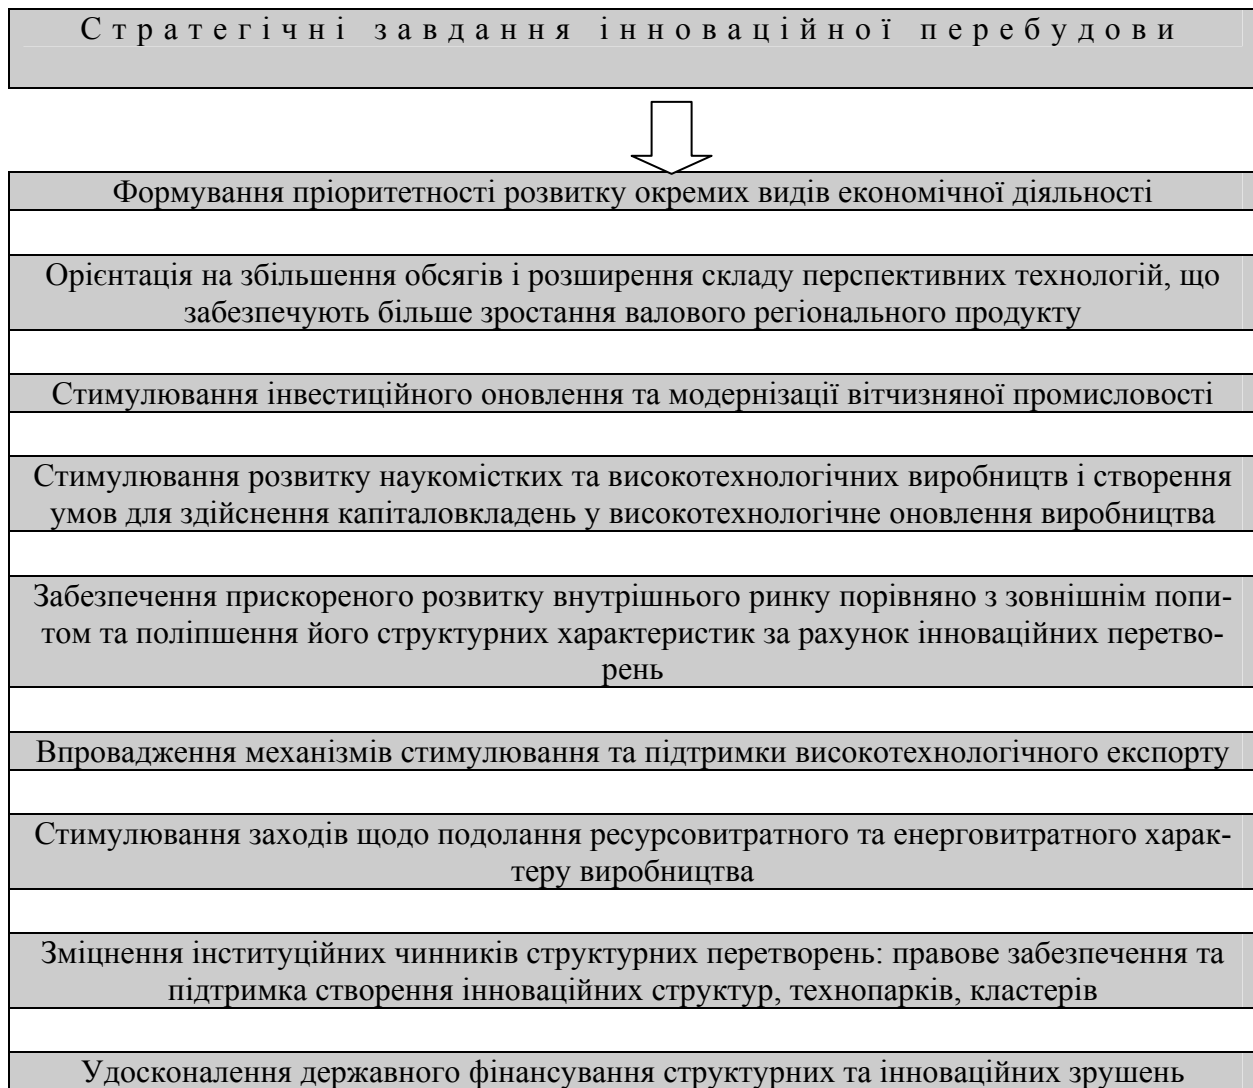 Стратегічні завдання інноваційної перебудови
Формування пріоритетності розвитку окремих видів економічної діяльності
Орієнтація на збільшення обсягів і розширення складу перспективних технологій, що
забезпечують більше зростання валового регіонального продукту
Стимулювання інвестиційного оновлення та модернізації вітчизняної промисловості
Стимулювання розвитку наукомістких та високотехнологічних виробництв і створення
умов для здійснення капіталовкладень у високотехнологічне оновлення виробництва
Забезпечення прискореного розвитку внутрішнього ринку порівняно з зовнішнім попи-
том та поліпшення його структурних характеристик за рахунок інноваційних перетво-
рень
Впровадження механізмів стимулювання та підтримки високотехнологічного експорту
Стимулювання заходів щодо подолання ресурсовитратного та енерговитратного харак-
теру виробництва
Зміцнення інституційних чинників структурних перетворень: правове забезпечення та
підтримка створення інноваційних структур, технопарків, кластерів
Удосконалення державного фінансування структурних та інноваційних зрушень